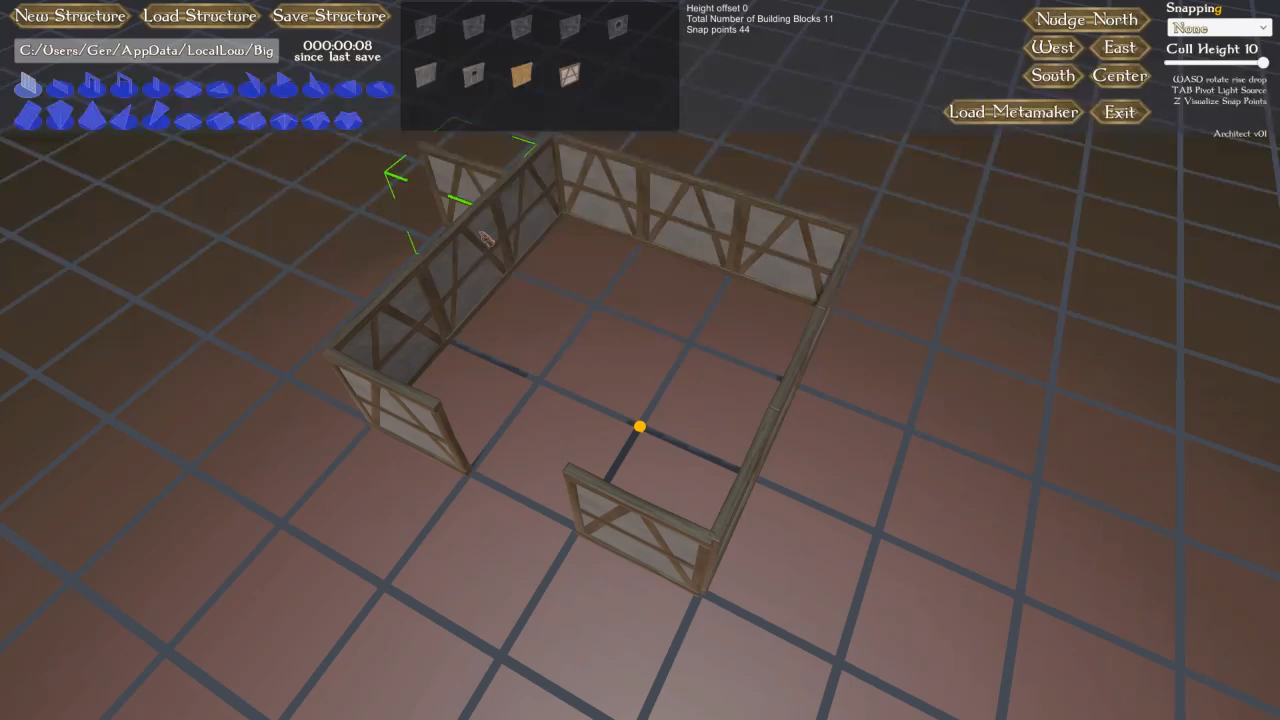 New Structure
Load Structure
Save Structure
C:/Users/Ger/AppData/LocalLow/Big
000:00:08
since last save
Height offset 0
Total Number of Building Blocks 11
Snap points 44
Nudge North
West
East
South
Center
Load Metamaker
Exit
Snapping
None
Cull Height 10
WASD rotate rise drop
TAB Pivot Light Source
Z Visualize Snap Points
Architect v01